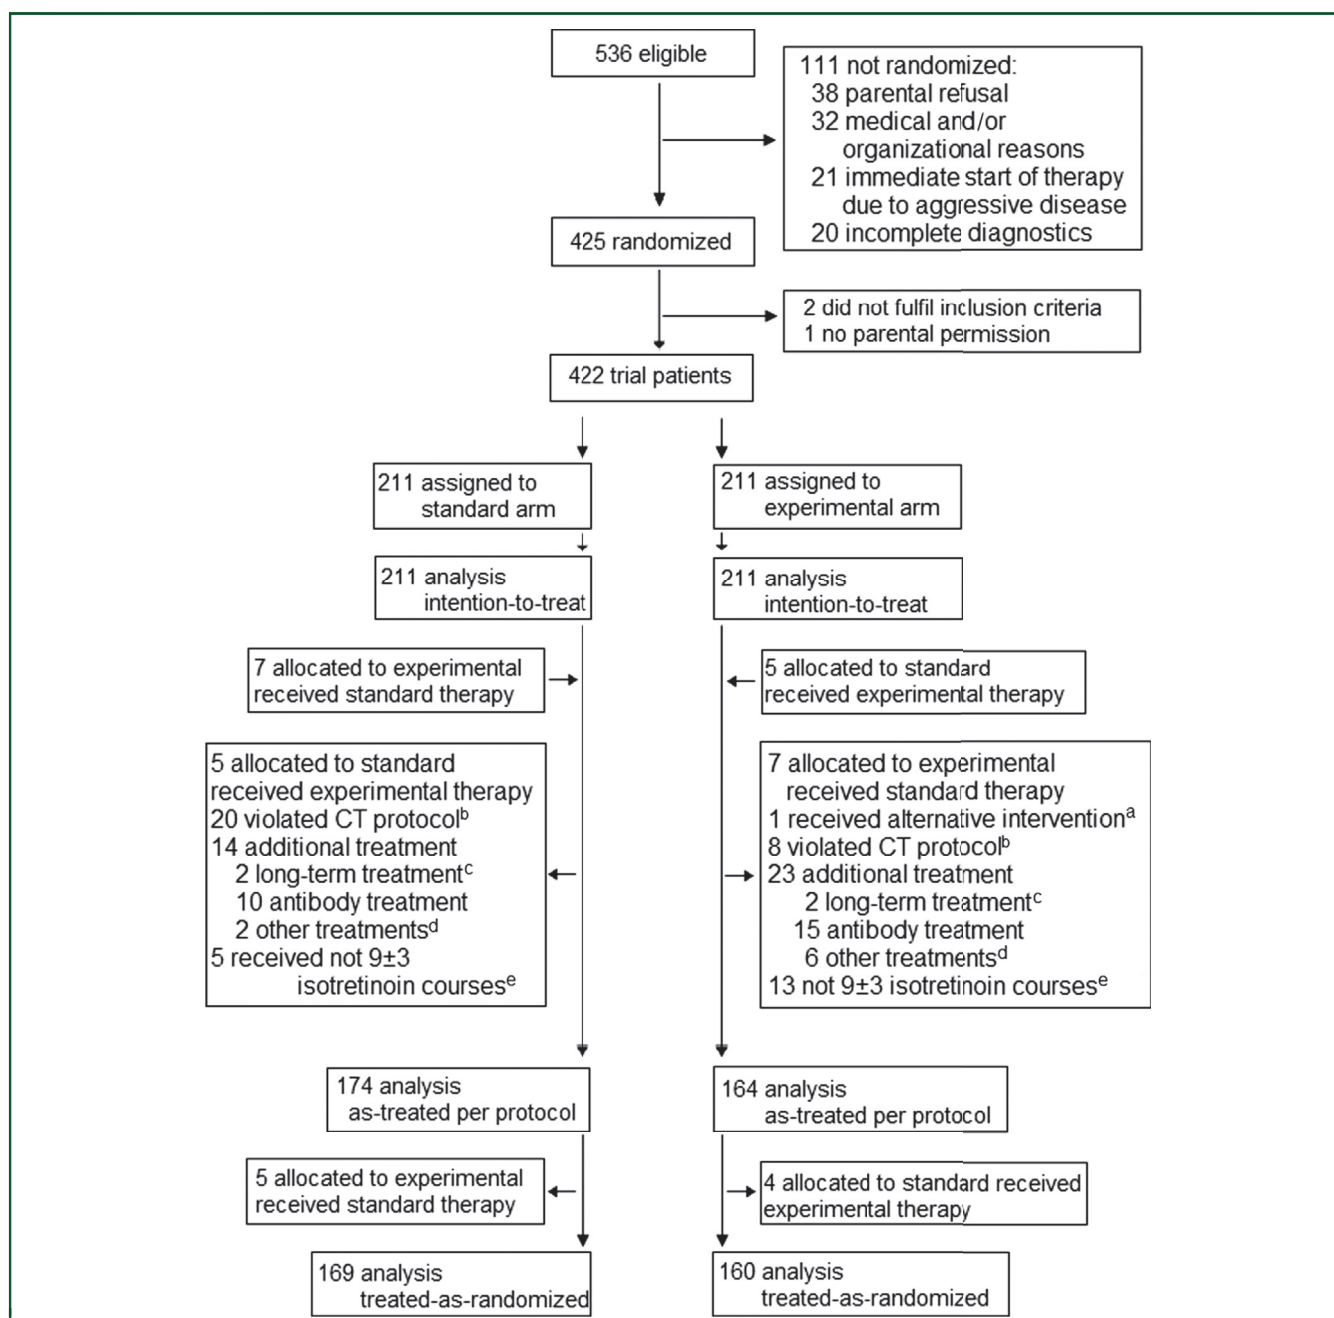 536 eligible
111 not randomized:
38 parental refusal
32 medical and/or
organizational reasons
21 immediate start of therapy
due to aggressive disease
20 incomplete diagnostics
425 randomized
2 did not fulfil inclusion criteria
1 no parental permission
422 trial patients
211 assigned to
standard arm
211 assigned to
experimental arm
211 analysis
intention-to-treat
211 analysis
intention-to-treat
7 allocated to experimental
received standard therapy
5 allocated to standard
received experimental therapy
5 allocated to standard
received experimental therapy
20 violated CT protocolᵇ
14 additional treatment
2 long-term treatmentᶜ
10 antibody treatment
2 other treatmentsᵈ
5 received not 9±3
isotretinoin coursesᵉ
7 allocated to experimental
received standard therapy
1 received alternative interventionᵃ
8 violated CT protocolᵇ
23 additional treatment
2 long-term treatmentᶜ
15 antibody treatment
6 other treatmentsᵈ
13 not 9±3 isotretinoin coursesᵉ
174 analysis
as-treated per protocol
164 analysis
as-treated per protocol
5 allocated to experimental
received standard therapy
4 allocated to standard received
experimental therapy
169 analysis
treated-as-randomized
160 analysis
treated-as-randomized